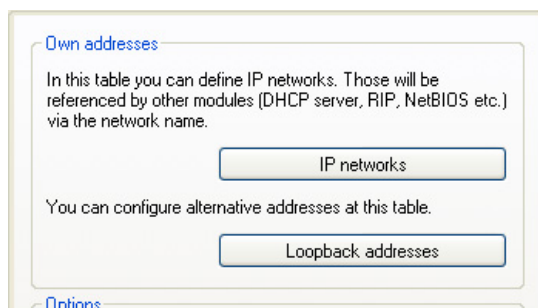 Own addresses
In this table you can define IP networks. Those will be
referenced by other modules (DHCP server, RIP, NetBIOS etc.)
via the network name.
IP networks
You can configure alternative addresses at this table.
Loopback addresses
Options